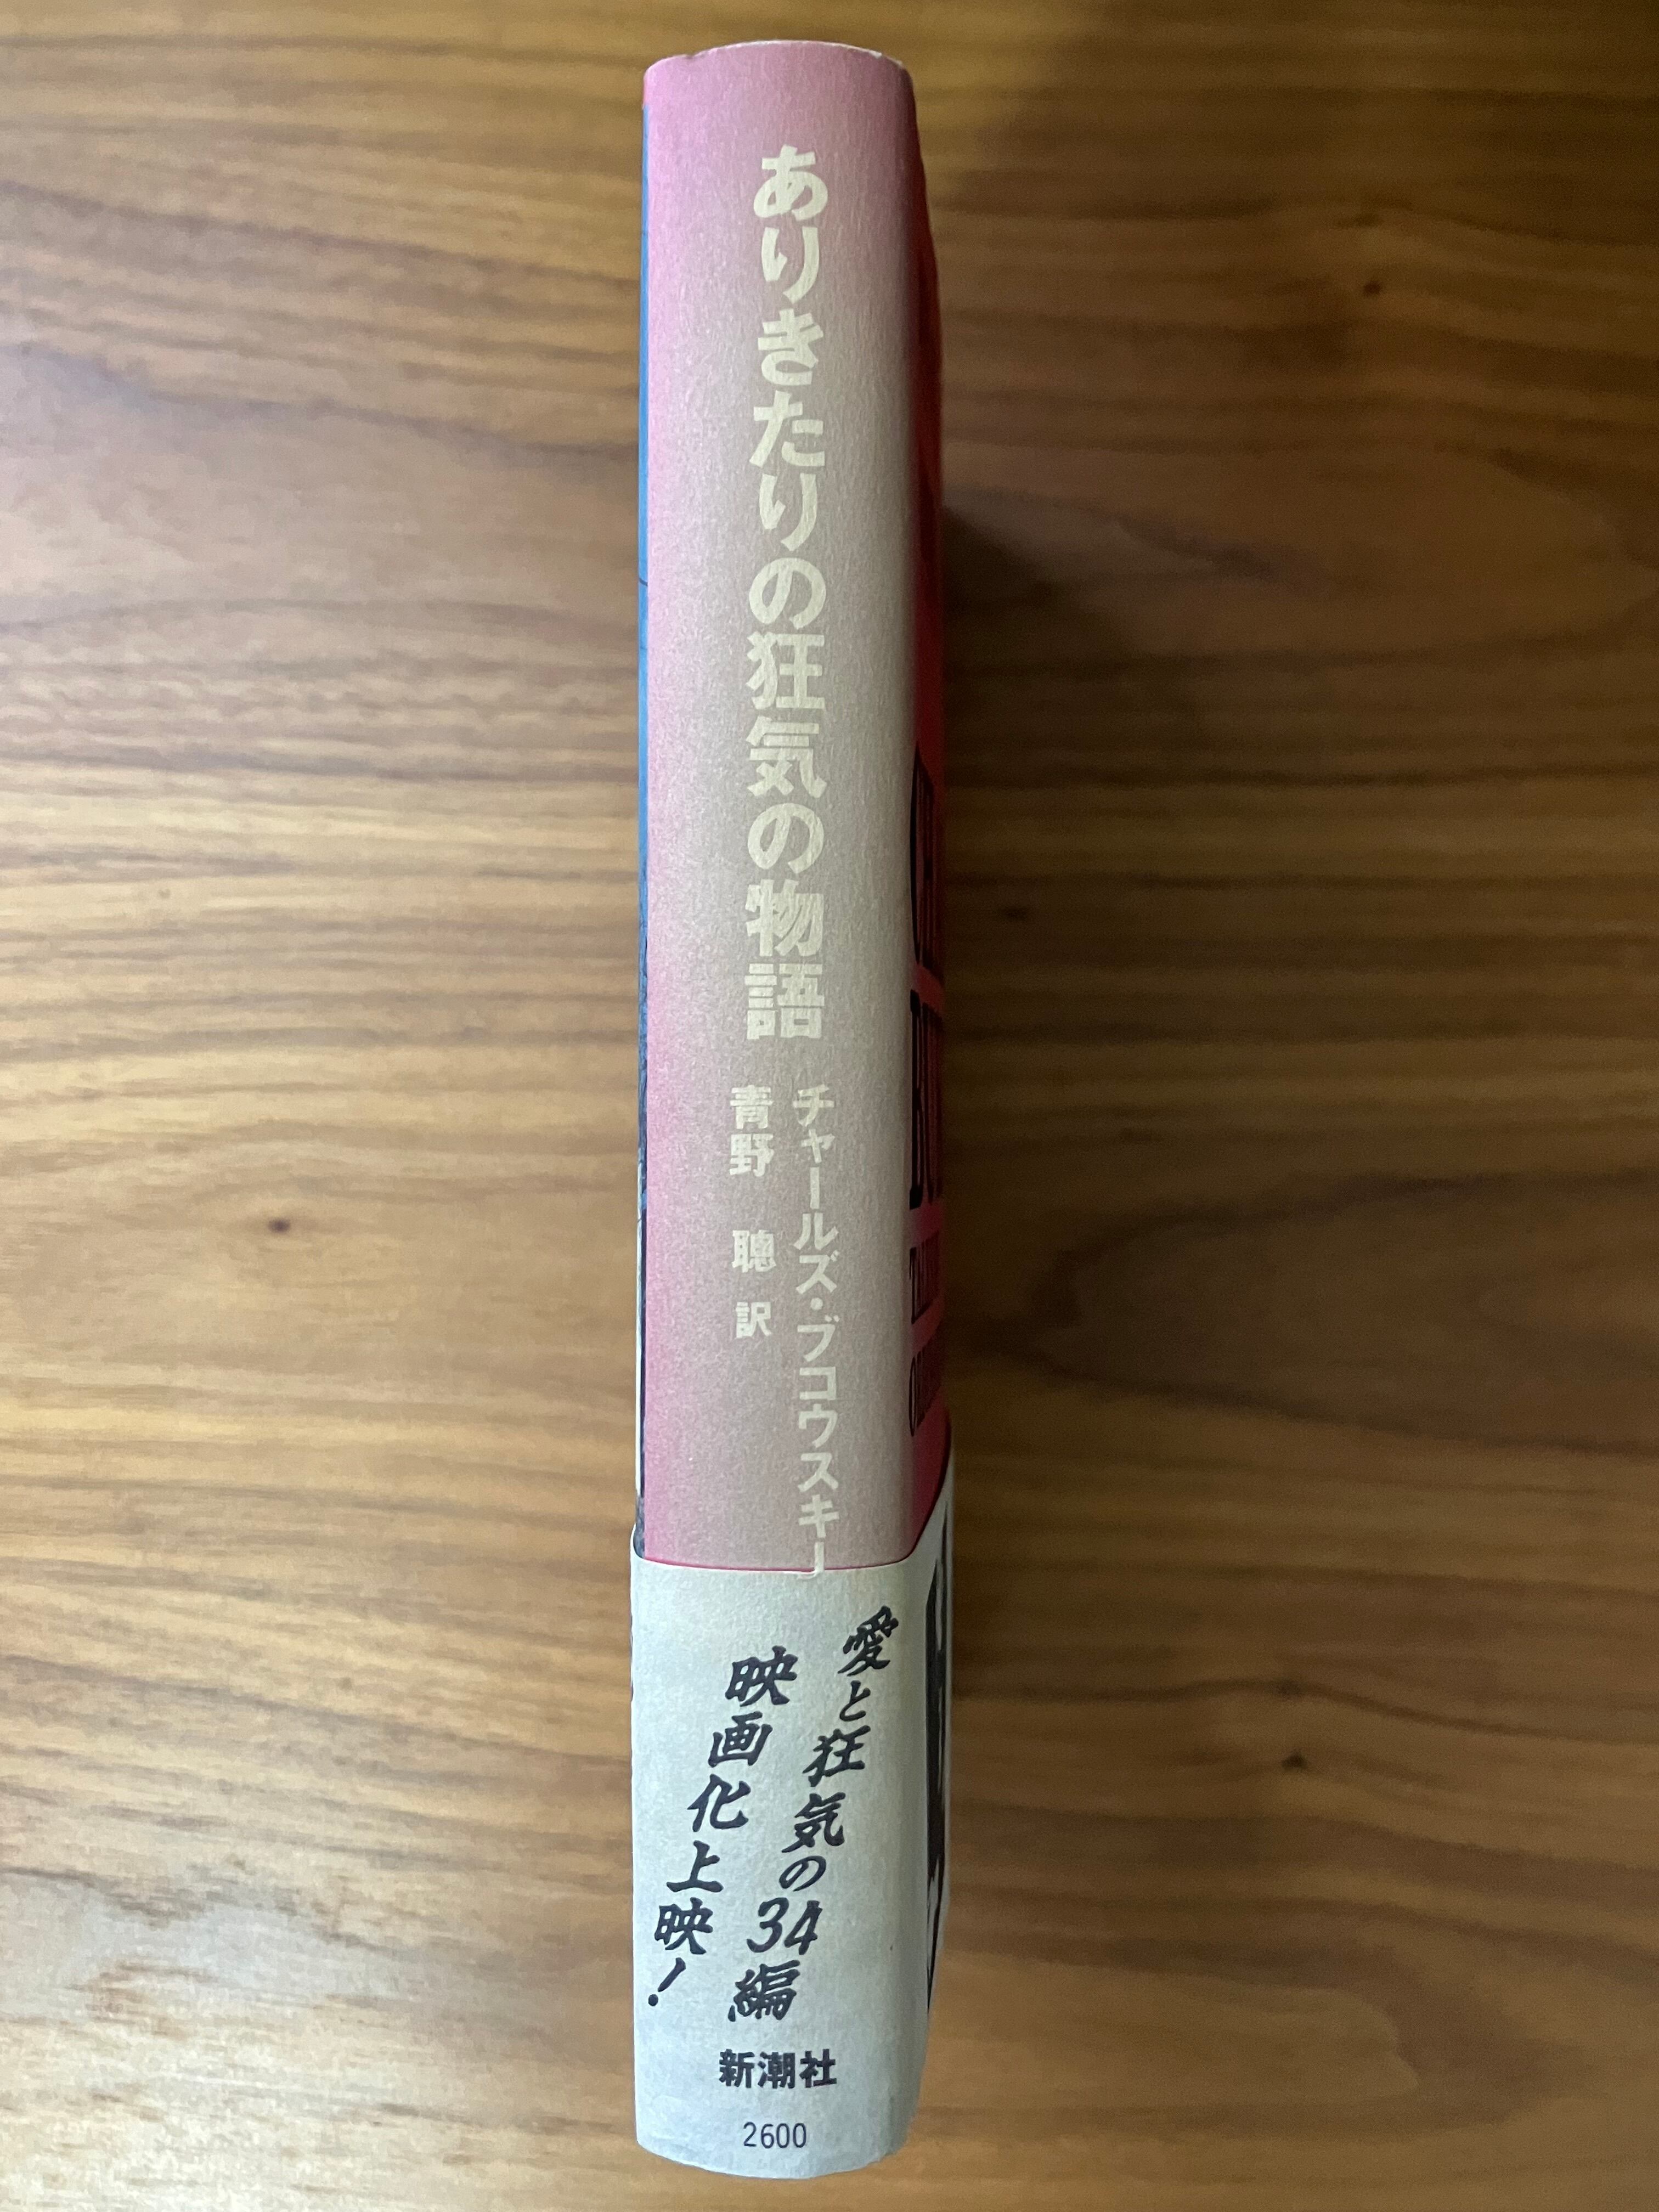 ありきたりの狂気の物語
チャールズ・ブコウスキー
青野 聰 訳
愛と狂気の34編
映画化上映！
新潮社
2600